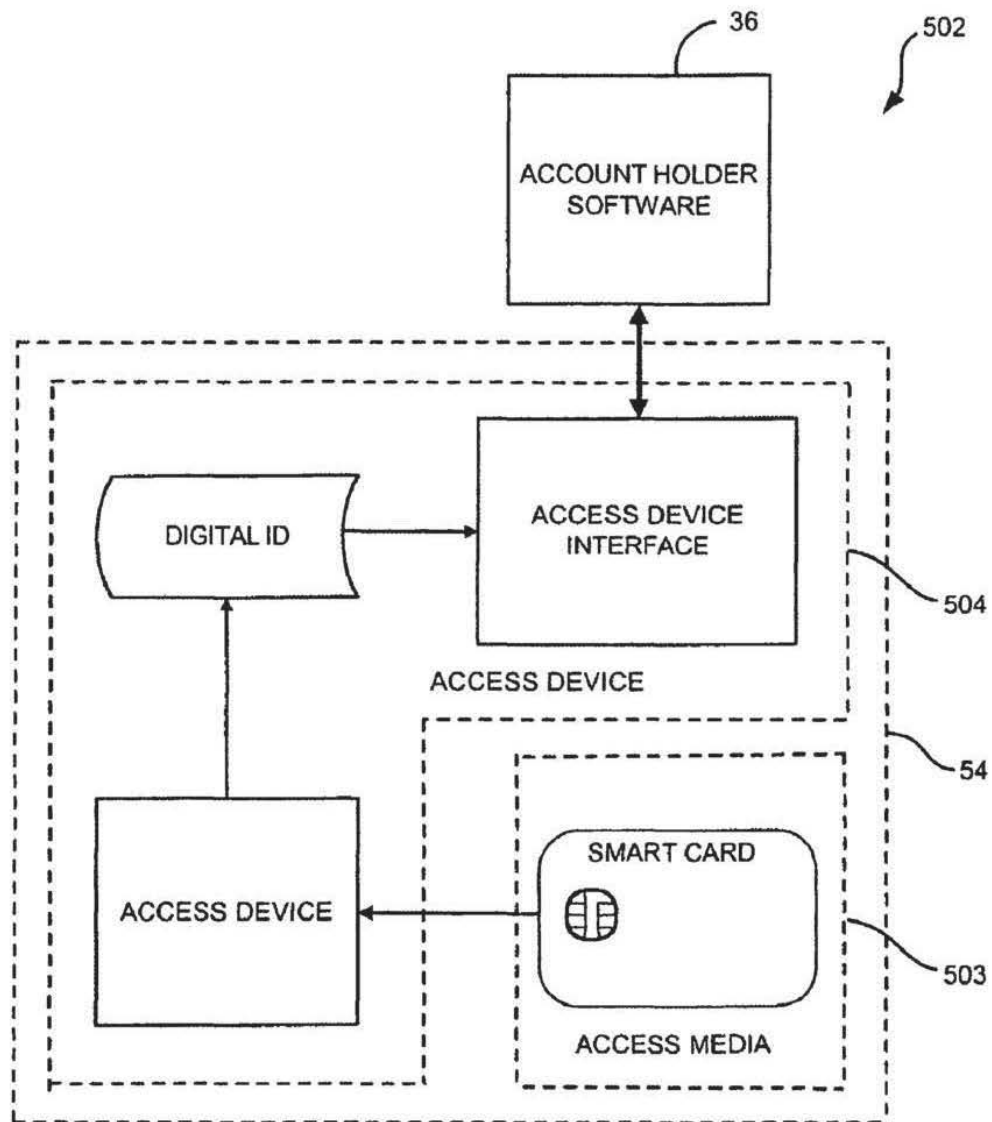 36
502
ACCOUNT HOLDER
SOFTWARE
DIGITAL ID
ACCESS DEVICE
INTERFACE
504
ACCESS DEVICE
54
SMART CARD
ACCESS DEVICE
503
ACCESS MEDIA